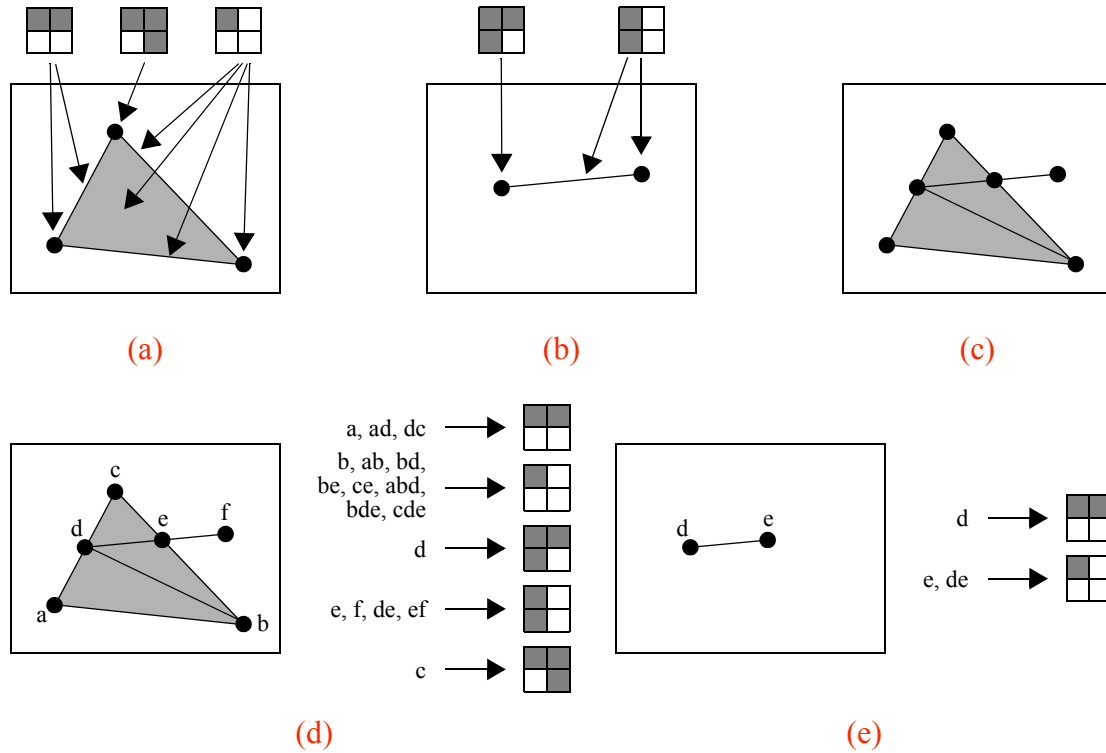 (a)
(b)
(c)
c
d
e
f
a
b
a, ad, dc
b, ab, bd,
be, ce, abd,
bde, cde
d
e, f, de, ef
c
d
e
d
e, de
(d)
(e)